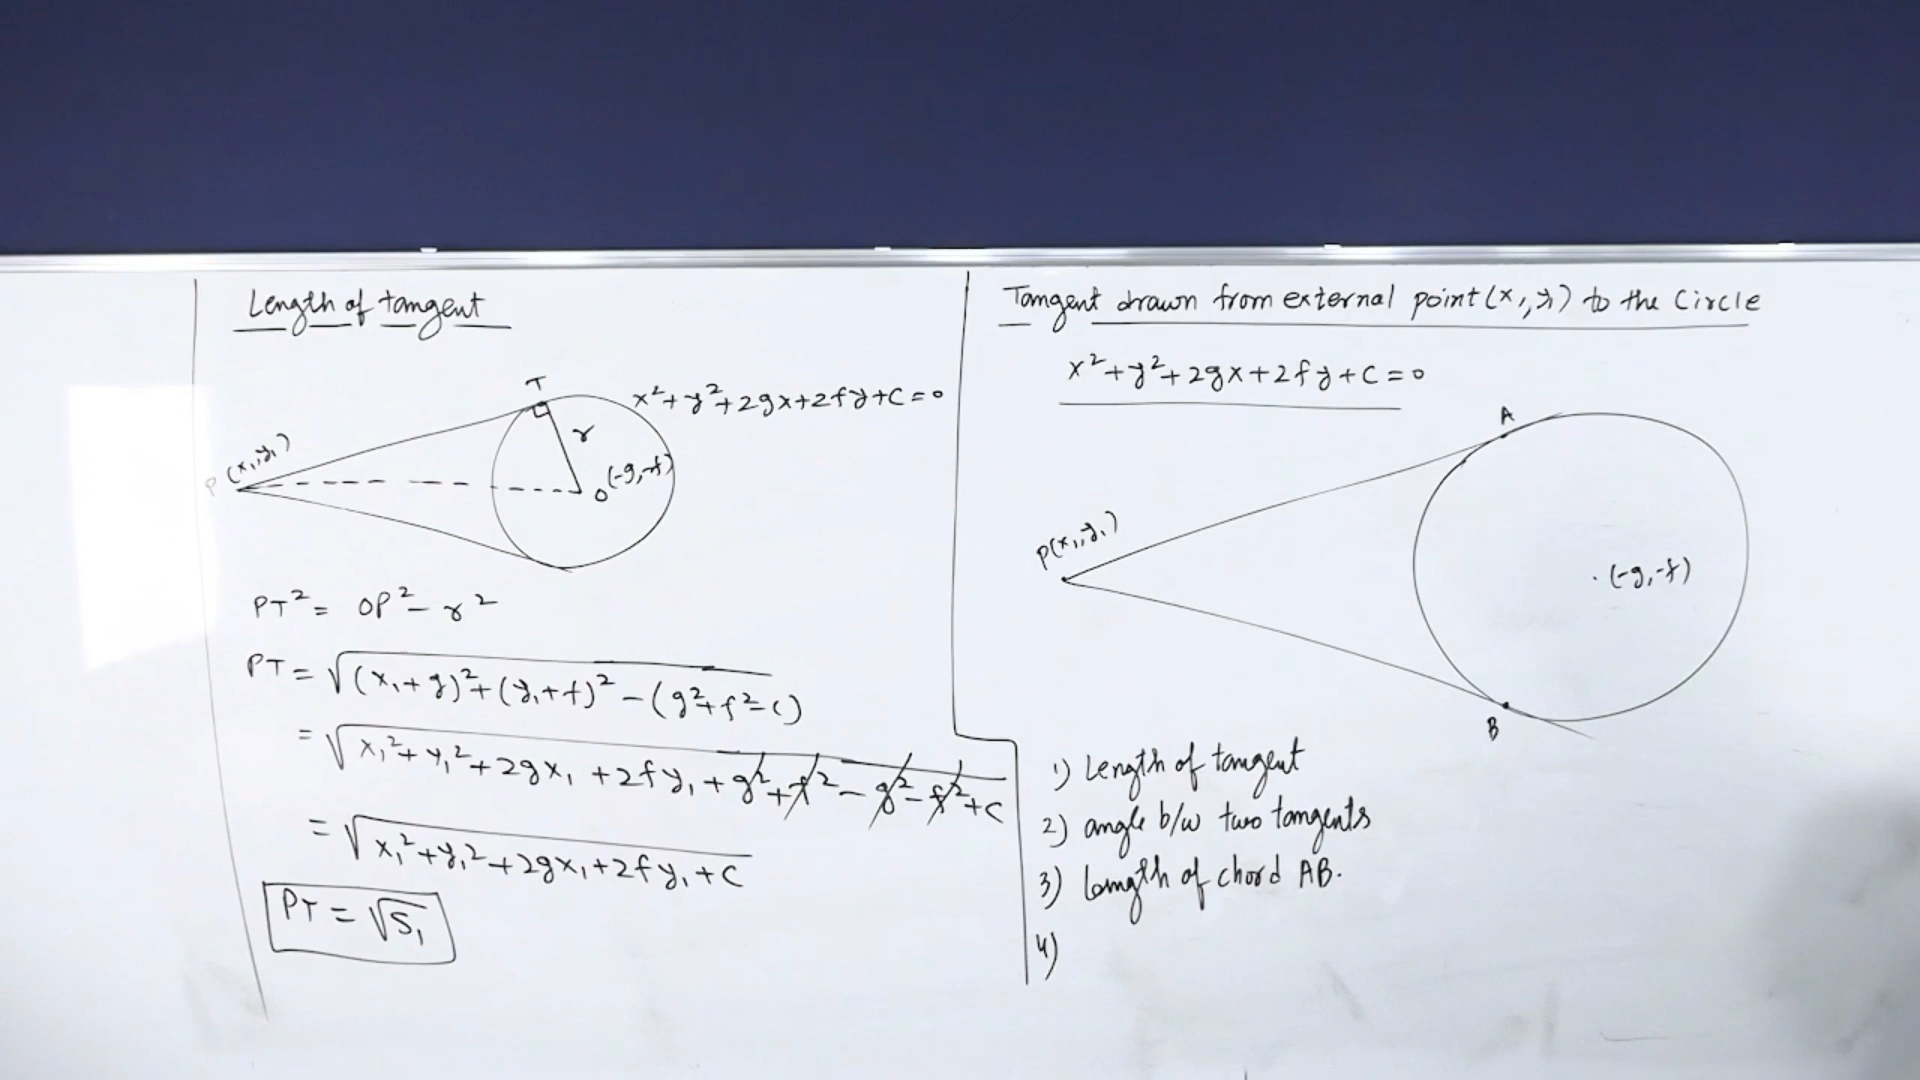 Length of tangent
T
x²+y²+2gx+2fy+c=0
r
P(x₁,y₁)
O(-g,-f)
PT² = OP² - r²
PT = √(x₁+g)²+(y₁+f)²-(g²+f²-c)
= √x₁²+y₁²+2gx₁+2fy₁+g²+f²-g²-f²+c
= √x₁²+y₁²+2gx₁+2fy₁+c
PT = √S₁
Tangent drawn from external point (x₁,y₁) to the Circle
x²+y²+2gx+2fy+c=0
A
P(x₁,y₁)
(-g,-f)
B
1) Length of tangent
2) angle b/w two tangents
3) Length of chord AB.
4)